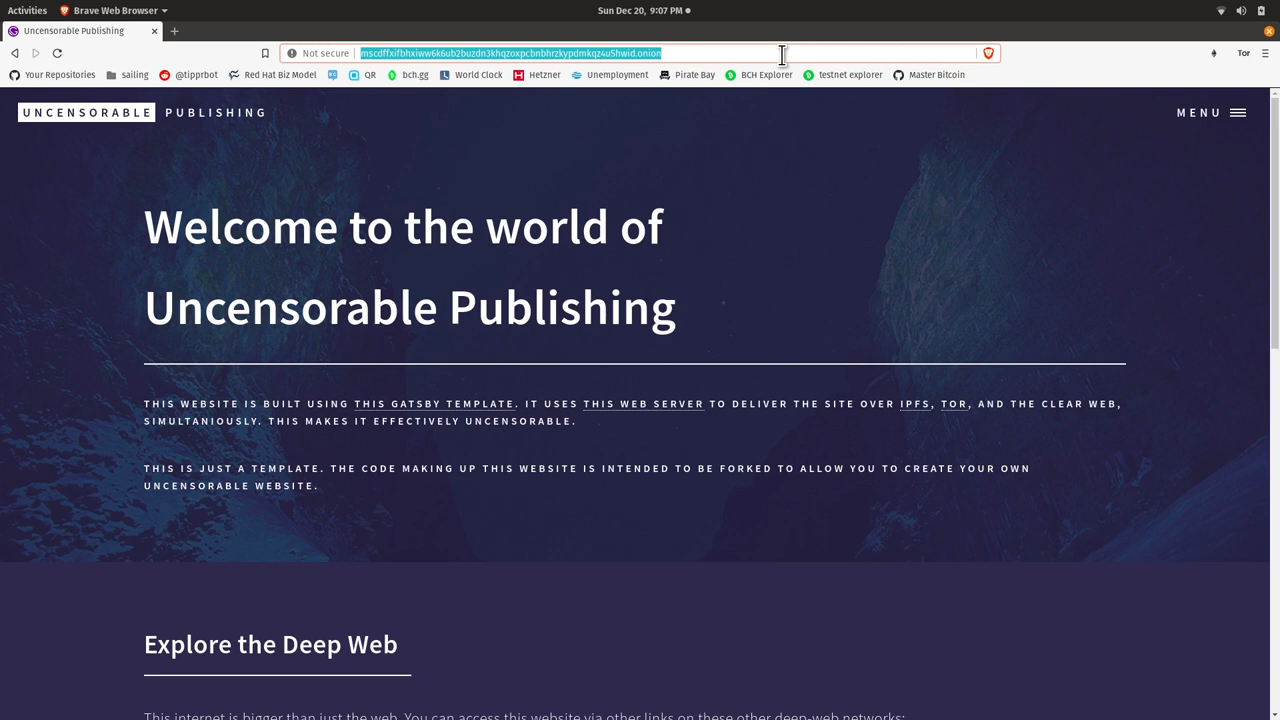 Activities Brave Web Browser Sun Dec 20, 9:07 PM
Uncensorable Publishing
Not secure mscdffxifbhxiww6k6ub2buzdn3khqzoxpcbnbhrzkypdmkqz4u5hwid.onion Tor
Your Repositories sailing @tipprbot Red Hat Biz Model QR bch.gg World Clock Hetzner Unemployment Pirate Bay BCH Explorer testnet explorer Master Bitcoin
UNCENSORABLE PUBLISHING MENU
Welcome to the world of
Uncensorable Publishing
THIS WEBSITE IS BUILT USING THIS GATSBY TEMPLATE. IT USES THIS WEB SERVER TO DELIVER THE SITE OVER IPFS, TOR, AND THE CLEAR WEB,
SIMULTANIOUSLY. THIS MAKES IT EFFECTIVELY UNCENSORABLE.
THIS IS JUST A TEMPLATE. THE CODE MAKING UP THIS WEBSITE IS INTENDED TO BE FORKED TO ALLOW YOU TO CREATE YOUR OWN
UNCENSORABLE WEBSITE.
Explore the Deep Web
This internet is bigger than just the web. You can access this website via other links on these other deep-web networks: